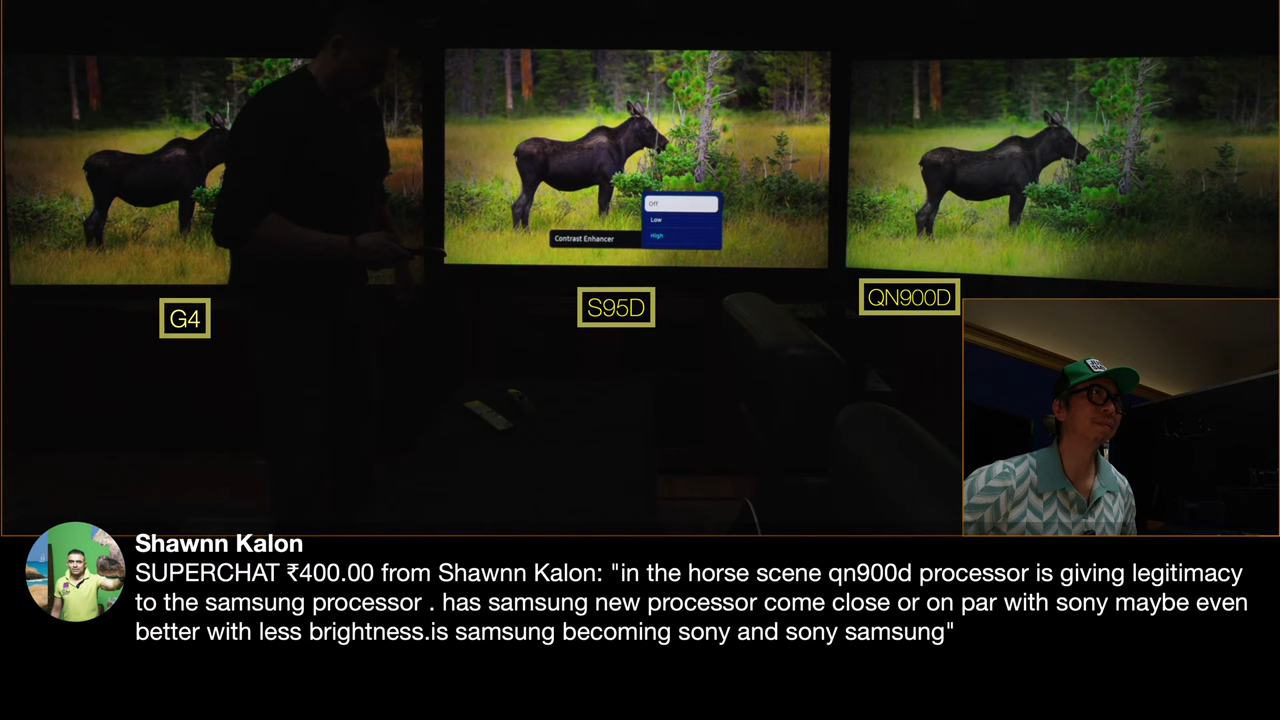 Off
Low
High
Contrast Enhancer
G4
S95D
QN900D
Shawnn Kalon
SUPERCHAT ₹400.00 from Shawnn Kalon: "in the horse scene qn900d processor is giving legitimacy
to the samsung processor . has samsung new processor come close or on par with sony maybe even
better with less brightness.is samsung becoming sony and sony samsung"